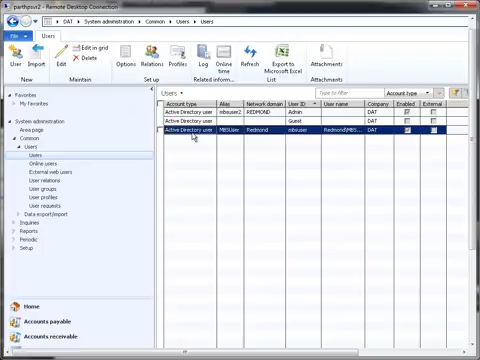 parthpsvr2 - Remote Desktop Connection
DAT ▸ System administration ▸ Common ▸ Users ▸ Users
File Users
User Import Edit Edit in grid Delete Options Relations Profiles Log Online time Refresh Export to Microsoft Excel Attachments
New Maintain Set up Related inform... List Attachments
Favorites
My Favorites
System administration
Area page
Common
Users
Users
Online users
External web users
User relations
User groups
User profiles
User requests
Data export/import
Inquiries
Reports
Periodic
Setup
Home
Accounts payable
Accounts receivable
Users Type to filter Account type
Account type Alias Network domain User ID User name Company Enabled External
Active Directory user mbsuser2 REDMOND Admin DAT
Active Directory user Guest DAT
Active Directory user MBSUser Redmond mbsuser Redmond\MBS... DAT